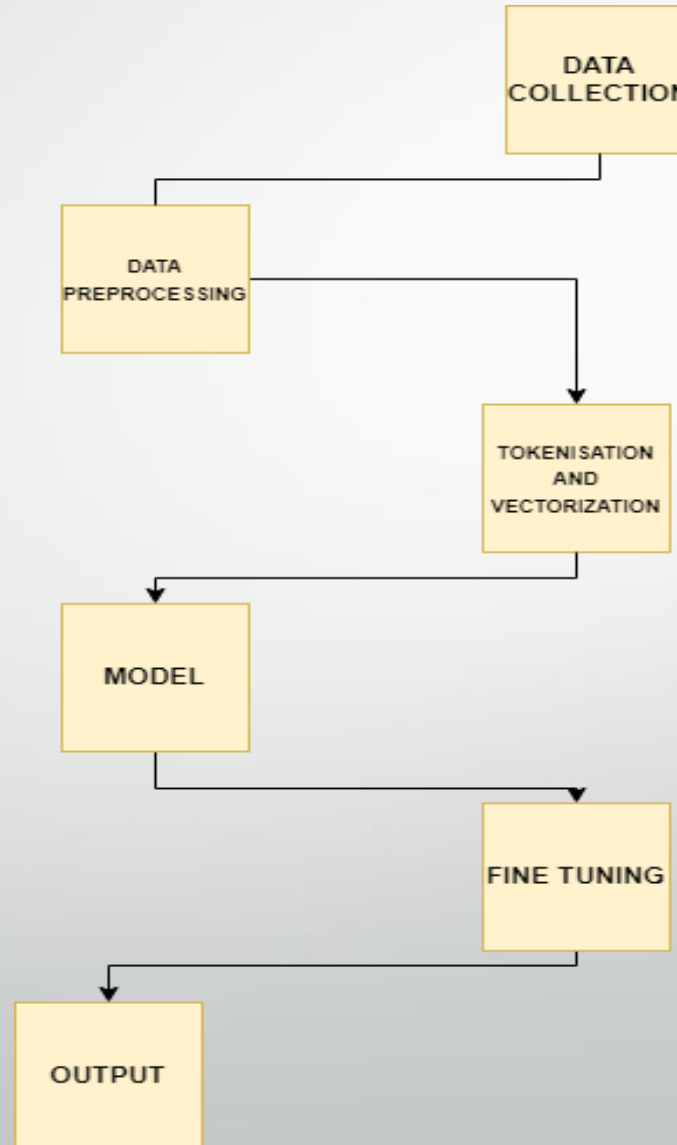 DATA
COLLECTION
DATA
PREPROCESSING
TOKENISATION
AND
VECTORIZATION
MODEL
FINE TUNING
OUTPUT